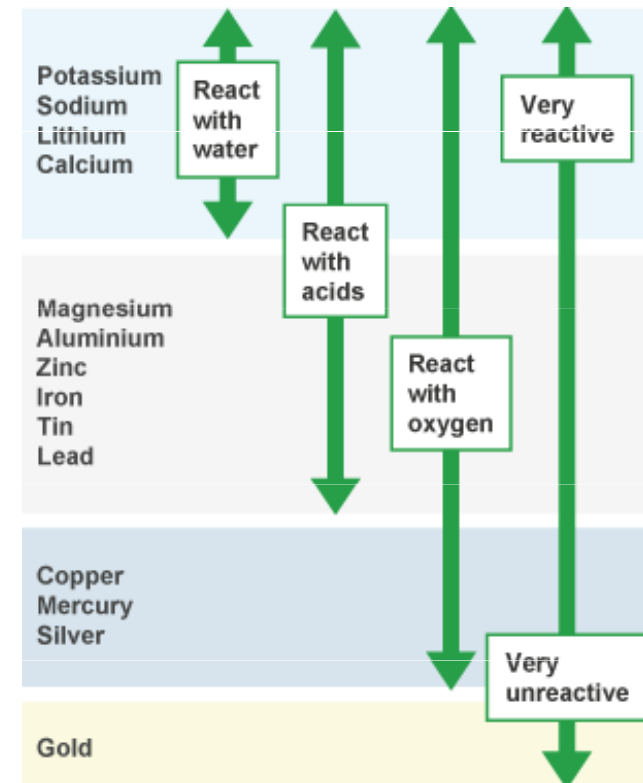 Potassium
Sodium
Lithium
Calcium
React
with
water
Very
reactive
React
with
acids
Magnesium
Aluminium
Zinc
Iron
Tin
Lead
React
with
oxygen
Copper
Mercury
Silver
Very
unreactive
Gold